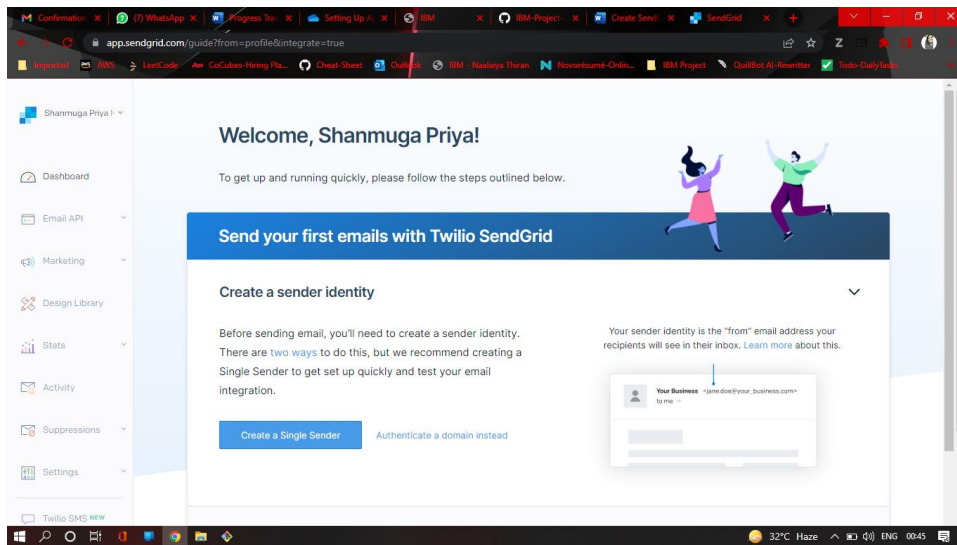 Confirmation
(7) WhatsApp
Progress Trac
Setting Up A
IBM
IBM-Project-
Create Send
SendGrid
app.sendgrid.com/guide?from=profile&integrate=true
Imported
AWS
LeetCode
CoCubes-Hiring Pla...
Cheat-Sheet
Outlook
IBM - Naalaiya Thiran
Novorésumé-Onlin...
IBM Project
QuillBot AI-Rewritter
Todo-DailyTasks
Shanmuga Priya
Dashboard
Email API
Marketing
Design Library
Stats
Activity
Suppressions
Settings
Twilio SMS NEW
Welcome, Shanmuga Priya!
To get up and running quickly, please follow the steps outlined below.
Send your first emails with Twilio SendGrid
Create a sender identity
Before sending email, you'll need to create a sender identity.
There are two ways to do this, but we recommend creating a
Single Sender to get set up quickly and test your email
integration.
Create a Single Sender
Authenticate a domain instead
Your sender identity is the "from" email address your
recipients will see in their inbox. Learn more about this.
Your Business <jane.doe@your_business.com>
to me
32°C Haze
ENG
00:45